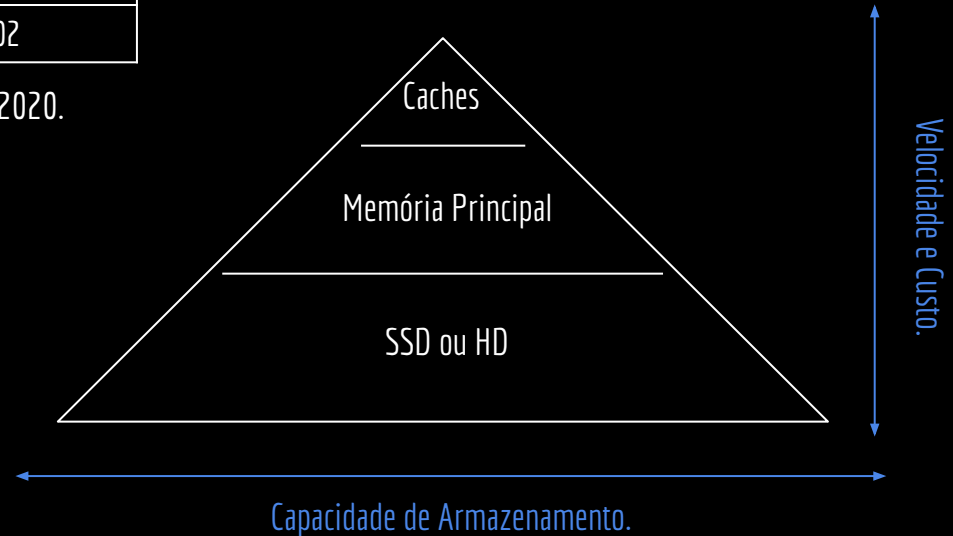 02
2020.
Caches
Memória Principal
SSD ou HD
Velocidade e Custo.
Capacidade de Armazenamento.